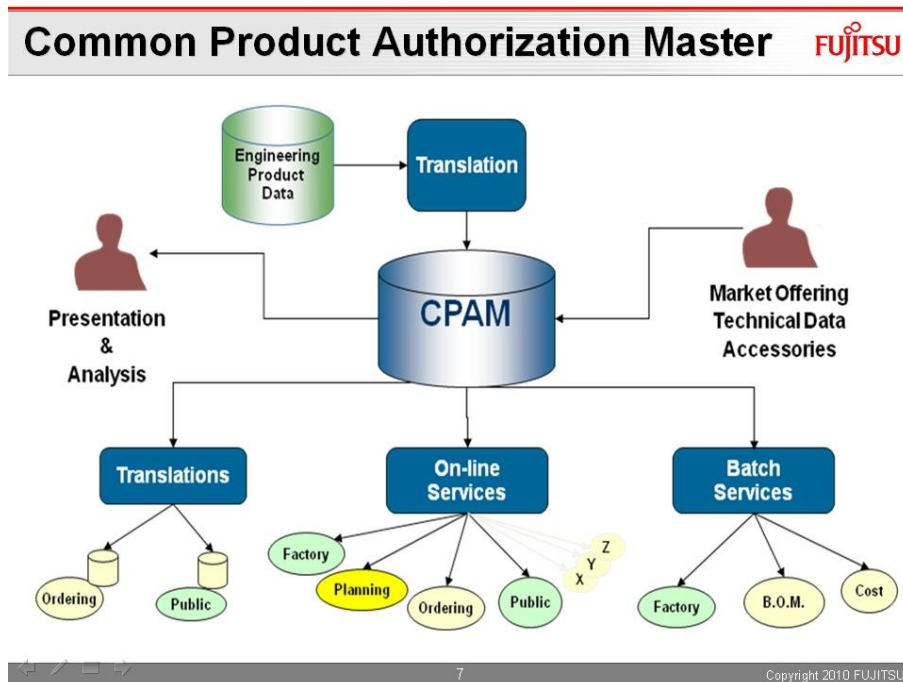 Common Product Authorization Master
FUJITSU
Engineering
Product
Data
Translation
CPAM
Presentation
&
Analysis
Market Offering
Technical Data
Accessories
Translations
On-line
Services
Batch
Services
Ordering
Public
Factory
Planning
Ordering
Public
X
Y
Z
Factory
B.O.M.
Cost
7
Copyright 2010 FUJITSU